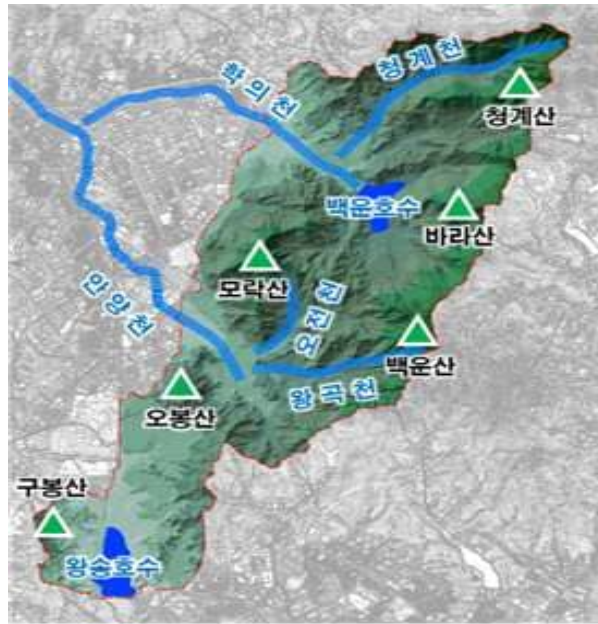 청계천
학의천
청계산
백운호수
바라산
모락산
오전천
안양천
백운산
왕곡천
오봉산
구봉산
왕송호수